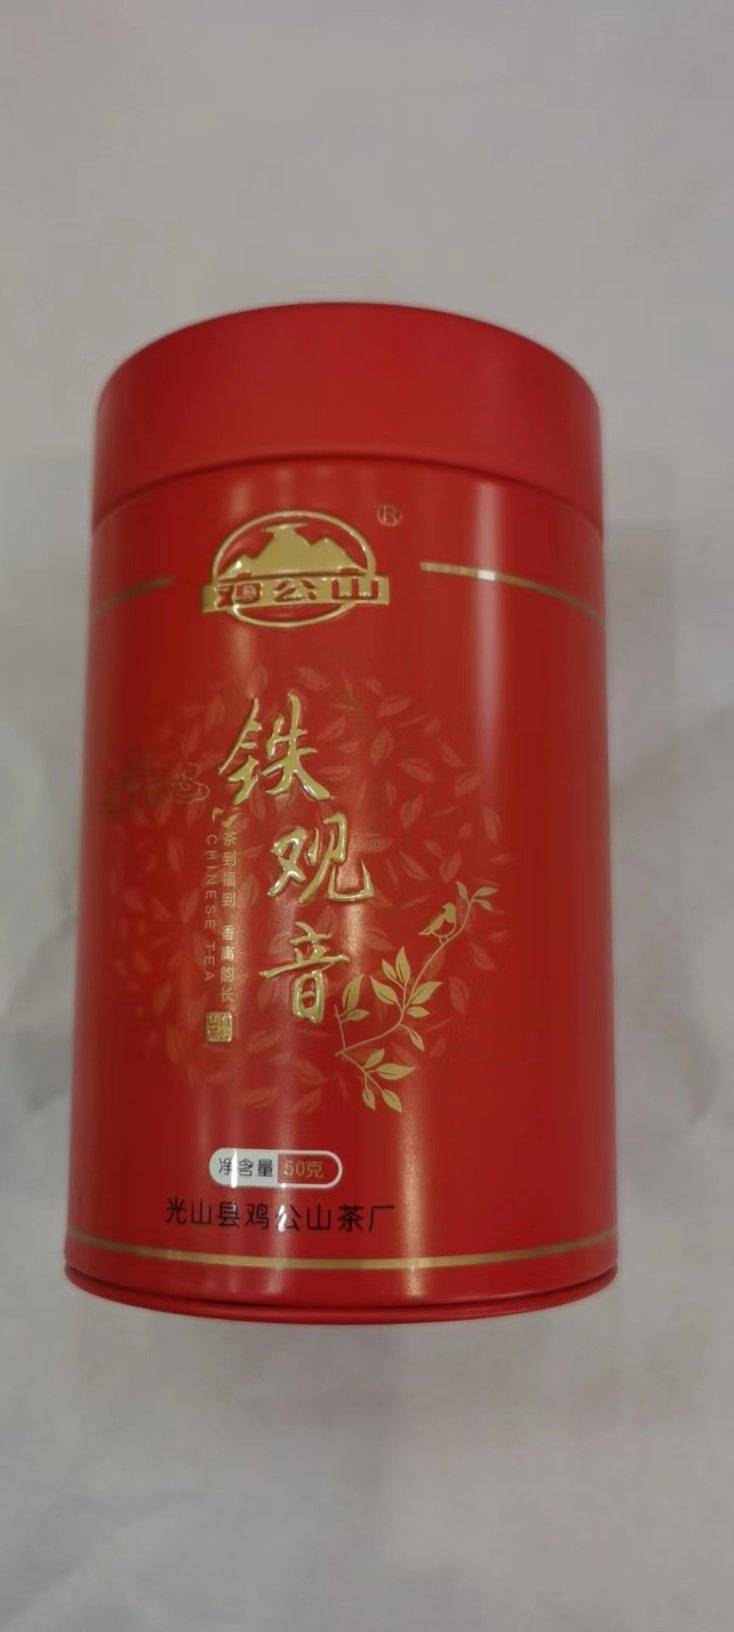 ®
鸡公山
铁观音
茶到福到 香高韵长
CHINESE TEA
净含量 50克
光山县鸡公山茶厂